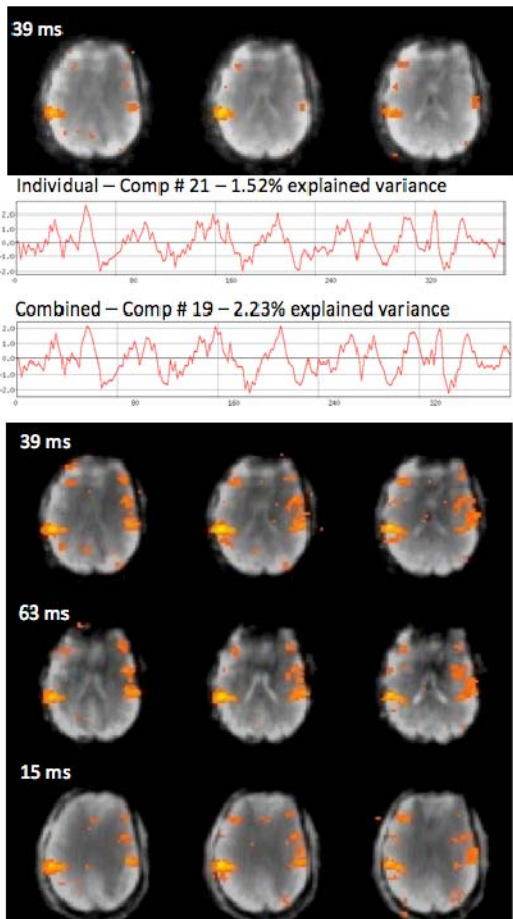 39 ms
Individual – Comp # 21 – 1.52% explained variance
2.0
1.0
0.0
-1.0
-2.0
-0 80 160 240 320
Combined – Comp # 19 – 2.23% explained variance
2.0
1.0
0.0
-1.0
-2.0
0 80 160 240 320
39 ms
63 ms
15 ms